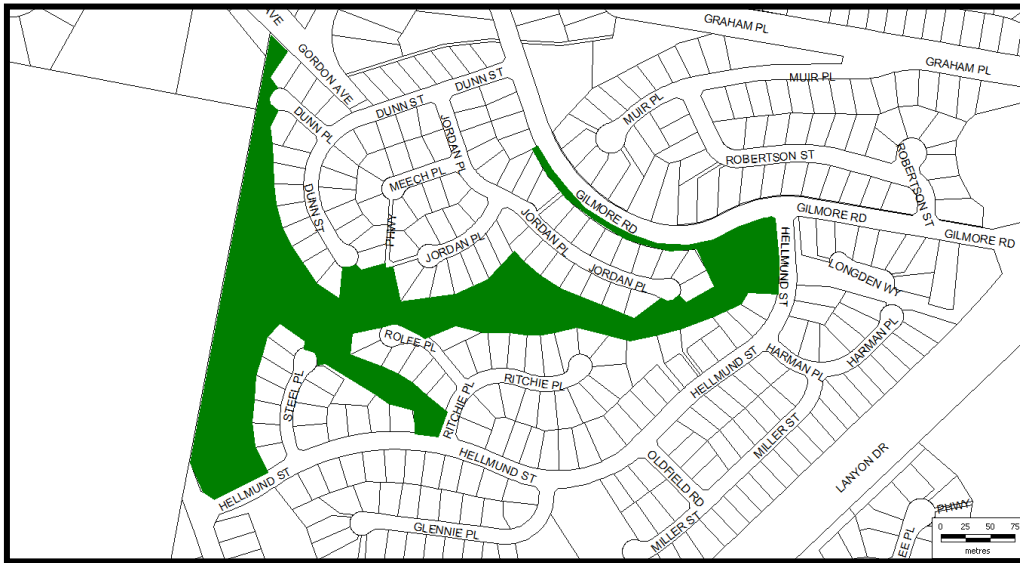 AVE
GRAHAM PL
GORDON AVE
GRAHAM PL
DUNN ST
MUIR PL
DUNN ST
MUIR PL
DUNN PL
JORDAN PL
ROBERTSON ST
ROBERTSON ST
MEECH PL
DUNN ST
GILMORE RD
GILMORE RD
JORDAN PL
PHWY
GILMORE RD
JORDAN PL
HELLMUND ST
LONGDEN WY
JORDAN PL
ROLFE PL
HARMAN PL
HARMAN PL
HELLMUND ST
RITCHIE PL
STEEL PL
RITCHIE PL
MILLER ST
HELLMUND ST
LANYON DR
OLDFIELD RD
HELLMUND ST
PHWY
GLENNIE PL
MILLER ST
EE PL
0 25 50 75
metres